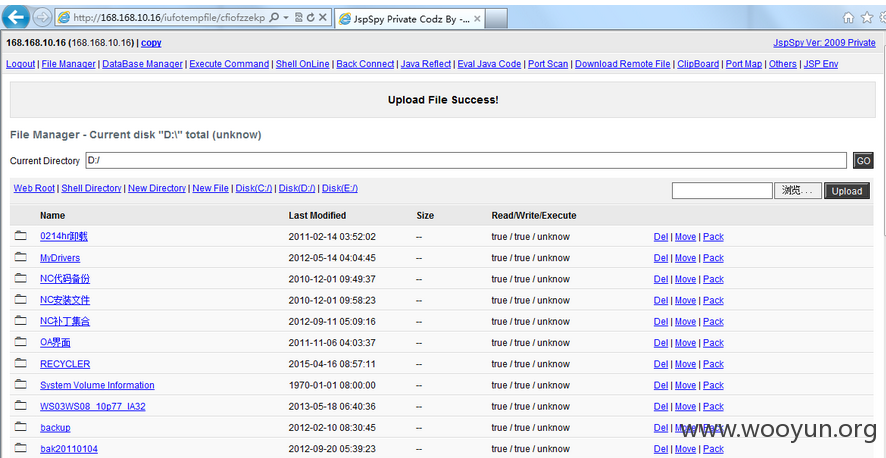 http://168.168.10.16/iufotempfile/cfiofzzekp
JspSpy Private Codz By -...
168.168.10.16 (168.168.10.16) | copy
JspSpy Ver: 2009 Private
Logout | File Manager | DataBase Manager | Execute Command | Shell OnLine | Back Connect | Java Reflect | Eval Java Code | Port Scan | Download Remote File | ClipBoard | Port Map | Others | JSP Env
Upload File Success!
File Manager - Current disk "D:\" total (unknow)
Current Directory D:/ GO
Web Root | Shell Directory | New Directory | New File | Disk(C:/) | Disk(D:/) | Disk(E:/) 浏览... Upload
Name Last Modified Size Read/Write/Execute
0214hr卸载 2011-02-14 03:52:02 -- true / true / unknow Del | Move | Pack
MyDrivers 2012-05-14 04:04:45 -- true / true / unknow Del | Move | Pack
NC代码备份 2010-12-01 09:49:37 -- true / true / unknow Del | Move | Pack
NC安装文件 2010-12-01 09:58:23 -- true / true / unknow Del | Move | Pack
NC补丁集合 2012-09-11 05:09:16 -- true / true / unknow Del | Move | Pack
OA界面 2011-11-06 04:03:37 -- true / true / unknow Del | Move | Pack
RECYCLER 2015-04-16 08:57:11 -- true / true / unknow Del | Move | Pack
System Volume Information 1970-01-01 08:00:00 -- true / true / unknow Del | Move | Pack
WS03WS08_10p77_IA32 2013-05-18 06:40:36 -- true / true / unknow Del | Move | Pack
backup 2012-02-10 08:30:45 -- true / true / unknow Del | Move | Pack
www.wooyun.org
bak20110104 2012-09-20 05:39:23 -- true / true / unknow Del | Move | Pack